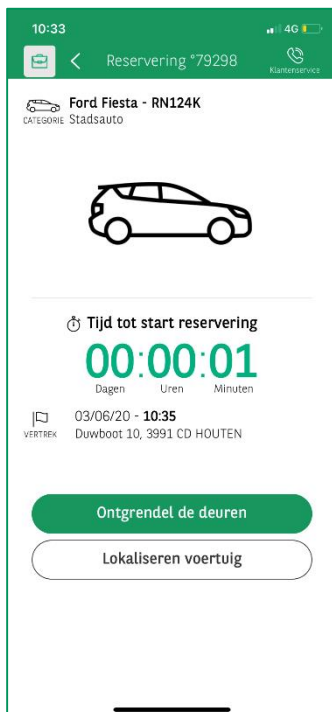 10:33
4G
Reservering °79298
Klantenservice
Ford Fiesta - RN124K
CATEGORIE Stadsauto
Tijd tot start reservering
00:00:01
Dagen Uren Minuten
03/06/20 - 10:35
VERTREK Duwboot 10, 3991 CD HOUTEN
Ontgrendel de deuren
Lokaliseren voertuig